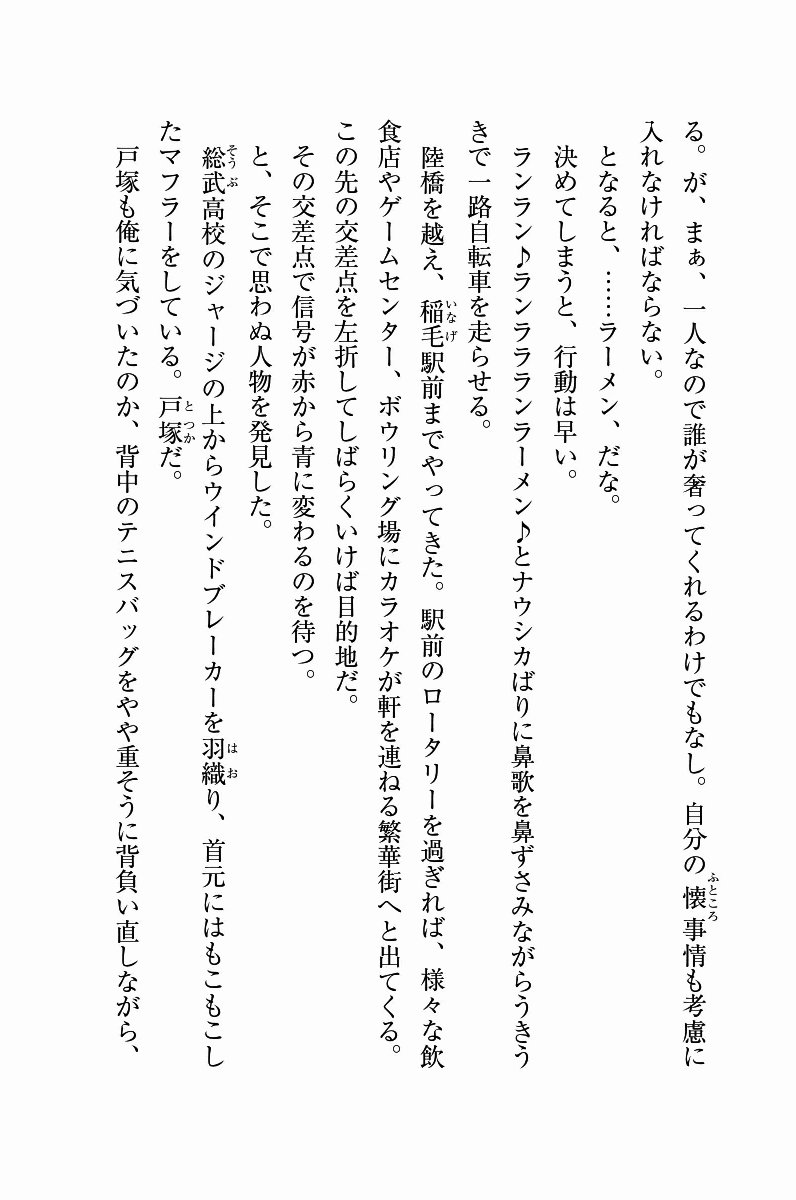 る。が、まぁ、一人なので誰が奢ってくれるわけでもなし。自分の懐事情も考慮に
入れなければならない。
となると、……ラーメン、だな。
決めてしまうと、行動は早い。
ランラン♪ランラララランラーメン♪とナウシカばりに鼻歌を鼻ずさみながらうきう
きで一路自転車を走らせる。
陸橋を越え、稲毛駅前までやってきた。駅前のロータリーを過ぎれば、様々な飲
食店やゲームセンター、ボウリング場にカラオケが軒を連ねる繁華街へと出てくる。
この先の交差点を左折してしばらくいけば目的地だ。
その交差点で信号が赤から青に変わるのを待つ。
と、そこで思わぬ人物を発見した。
総武高校のジャージの上からウインドブレーカーを羽織り、首元にはもこもこし
たマフラーをしている。戸塚だ。
戸塚も俺に気づいたのか、背中のテニスバッグをやや重そうに背負い直しながら、